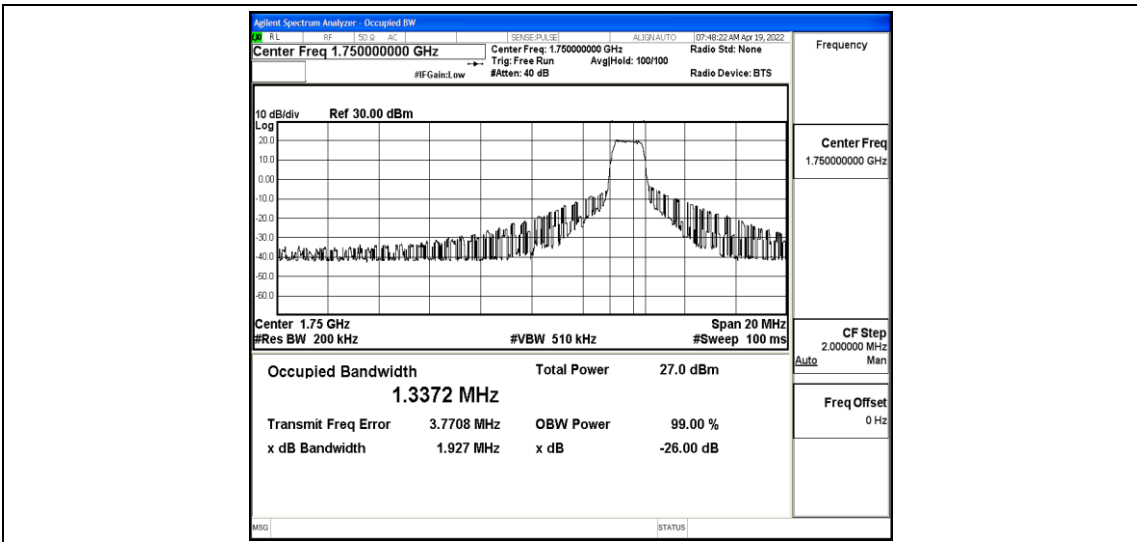 Agilent Spectrum Analyzer - Occupied BW
LXI RL RF 50 Ω AC SENSE:PULSE ALIGNAUTO 07:48:22 AM Apr 19, 2022
Center Freq 1.750000000 GHz Center Freq: 1.750000000 GHz Radio Std: None
Trig: Free Run Avg|Hold: 100/100
#IFGain:Low #Atten: 40 dB Radio Device: BTS
10 dB/div Ref 30.00 dBm
Log
20.0
10.0
0.00
-10.0
-20.0
-30.0
-40.0
-50.0
-60.0
Center 1.75 GHz Span 20 MHz
#Res BW 200 kHz #VBW 510 kHz #Sweep 100 ms
Occupied Bandwidth Total Power 27.0 dBm
1.3372 MHz
Transmit Freq Error 3.7708 MHz OBW Power 99.00 %
x dB Bandwidth 1.927 MHz x dB -26.00 dB
MSG STATUS
Frequency
Center Freq
1.750000000 GHz
CF Step
2.000000 MHz
Auto Man
Freq Offset
0 Hz